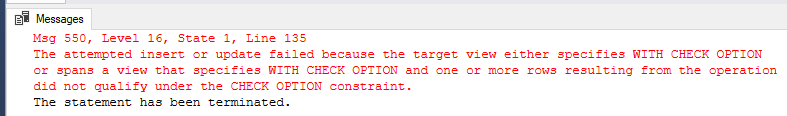 Messages
Msg 550, Level 16, State 1, Line 135
The attempted insert or update failed because the target view either specifies WITH CHECK OPTION
or spans a view that specifies WITH CHECK OPTION and one or more rows resulting from the operation
did not qualify under the CHECK OPTION constraint.
The statement has been terminated.